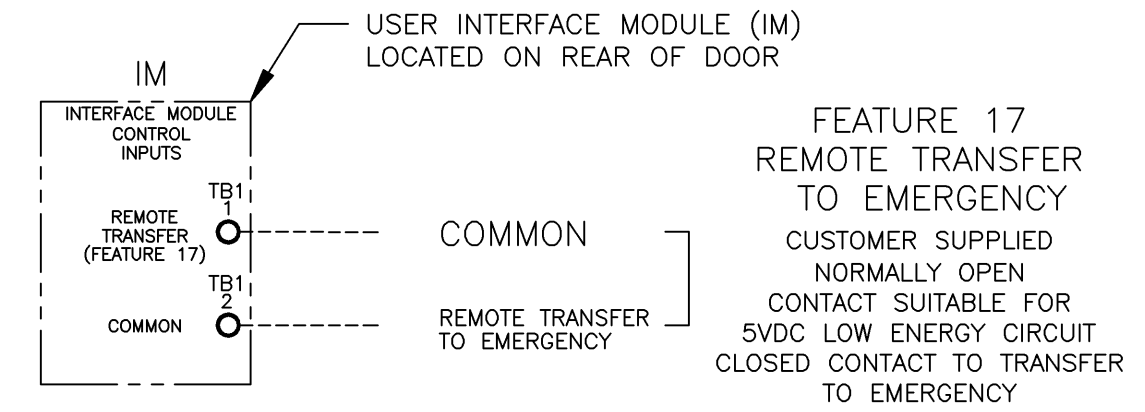 USER INTERFACE MODULE (IM)
LOCATED ON REAR OF DOOR
IM
INTERFACE MODULE
CONTROL
INPUTS
TB1
1
REMOTE
TRANSFER
(FEATURE 17)
TB1
2
COMMON
COMMON
REMOTE TRANSFER
TO EMERGENCY
FEATURE 17
REMOTE TRANSFER
TO EMERGENCY
CUSTOMER SUPPLIED
NORMALLY OPEN
CONTACT SUITABLE FOR
5VDC LOW ENERGY CIRCUIT
CLOSED CONTACT TO TRANSFER
TO EMERGENCY